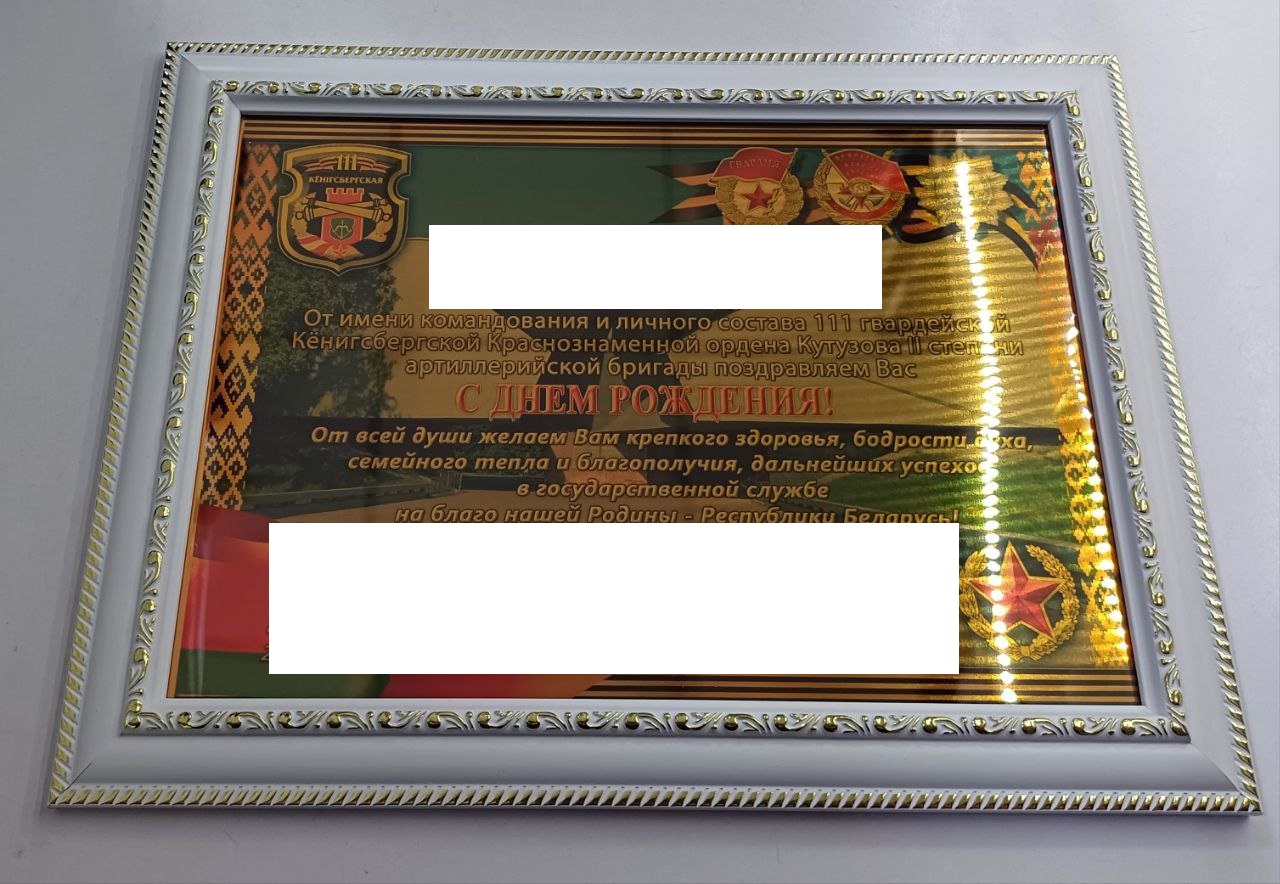 111
КЁНІГСБЕРГСКАЯ
ГВАРДИЯ
От имени командования и личного состава 111 гвардейской
Кёнигсбергской Краснознаменной ордена Кутузова II степени
артиллерийской бригады поздравляем Вас
С ДНЕМ РОЖДЕНИЯ!
От всей души желаем Вам крепкого здоровья, бодрости духа,
семейного тепла и благополучия, дальнейших успехов
в государственной службе
на благо нашей Родины - Республики Беларусь!